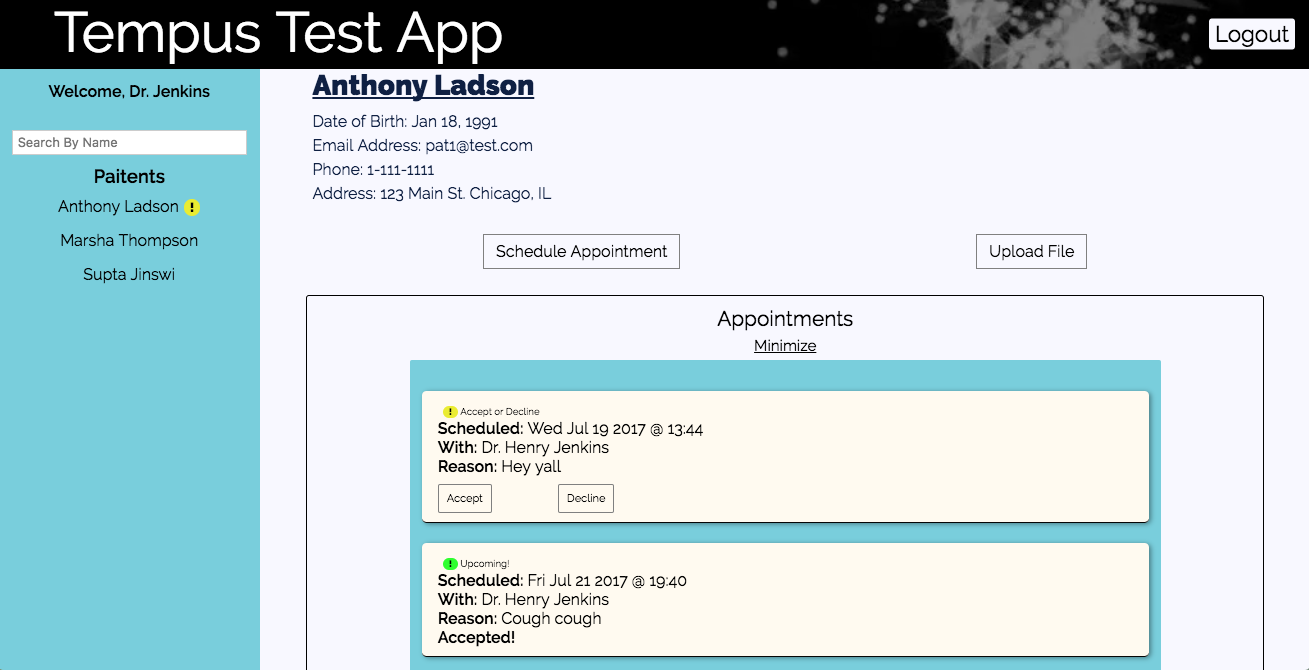 Tempus Test App
Logout
Welcome, Dr. Jenkins
Search By Name
Paitents
Anthony Ladson !
Marsha Thompson
Supta Jinswi
Anthony Ladson
Date of Birth: Jan 18, 1991
Email Address: pat1@test.com
Phone: 1-111-1111
Address: 123 Main St. Chicago, IL
Schedule Appointment
Upload File
Appointments
Minimize
! Accept or Decline
Scheduled: Wed Jul 19 2017 @ 13:44
With: Dr. Henry Jenkins
Reason: Hey yall
Accept
Decline
! Upcoming!
Scheduled: Fri Jul 21 2017 @ 19:40
With: Dr. Henry Jenkins
Reason: Cough cough
Accepted!